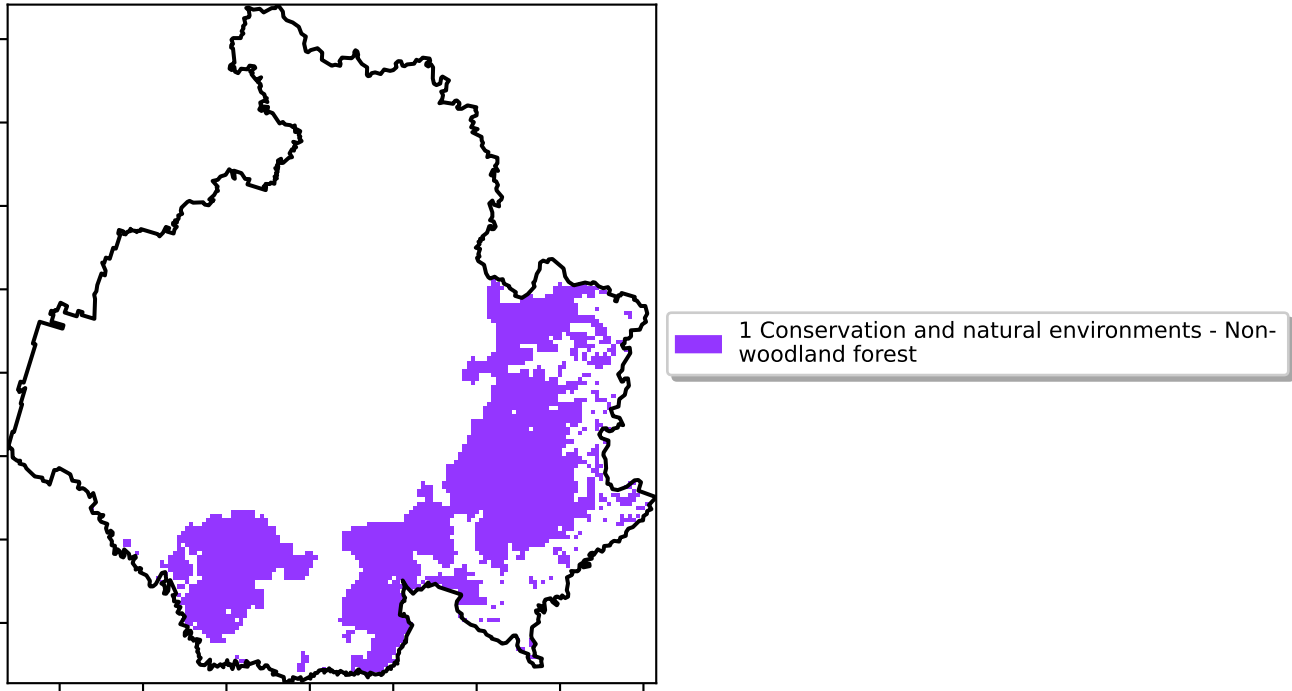 1 Conservation and natural environments - Non-
woodland forest